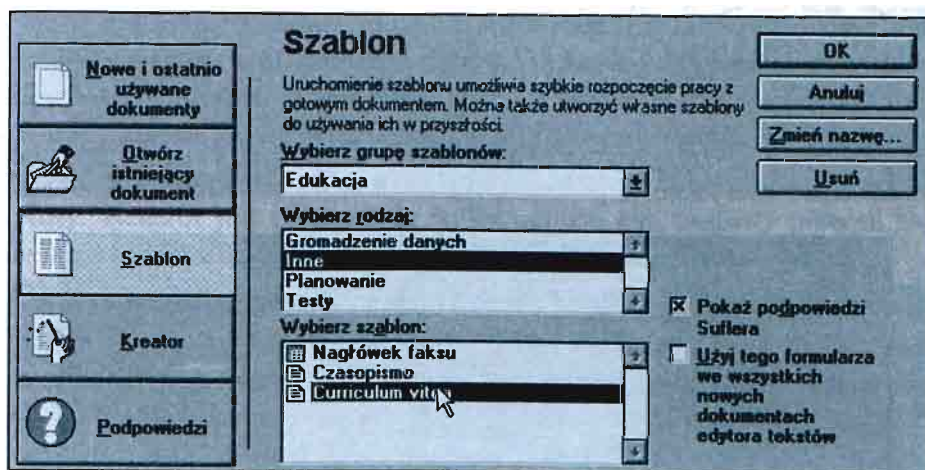 Nowe i ostatnio
używane
dokumenty
Otwórz
istniejący
dokument
Szablon
Kreator
Podpowiedzi
Szablon
Uruchomienie szablonu umożliwia szybkie rozpoczęcie pracy z
gotowym dokumentem. Można także utworzyć własne szablony
do używania ich w przyszłości.
Wybierz grupę szablonów:
Edukacja
Wybierz rodzaj:
Gromadzenie danych
Inne
Planowanie
Testy
Wybierz szablon:
Nagłówek faksu
Czasopismo
Curriculum vitae
OK
Anuluj
Zmień nazwę...
Usuń
Pokaż podpowiedzi
Suflera
Użyj tego formularza
we wszystkich
nowych
dokumentach
edytora tekstów